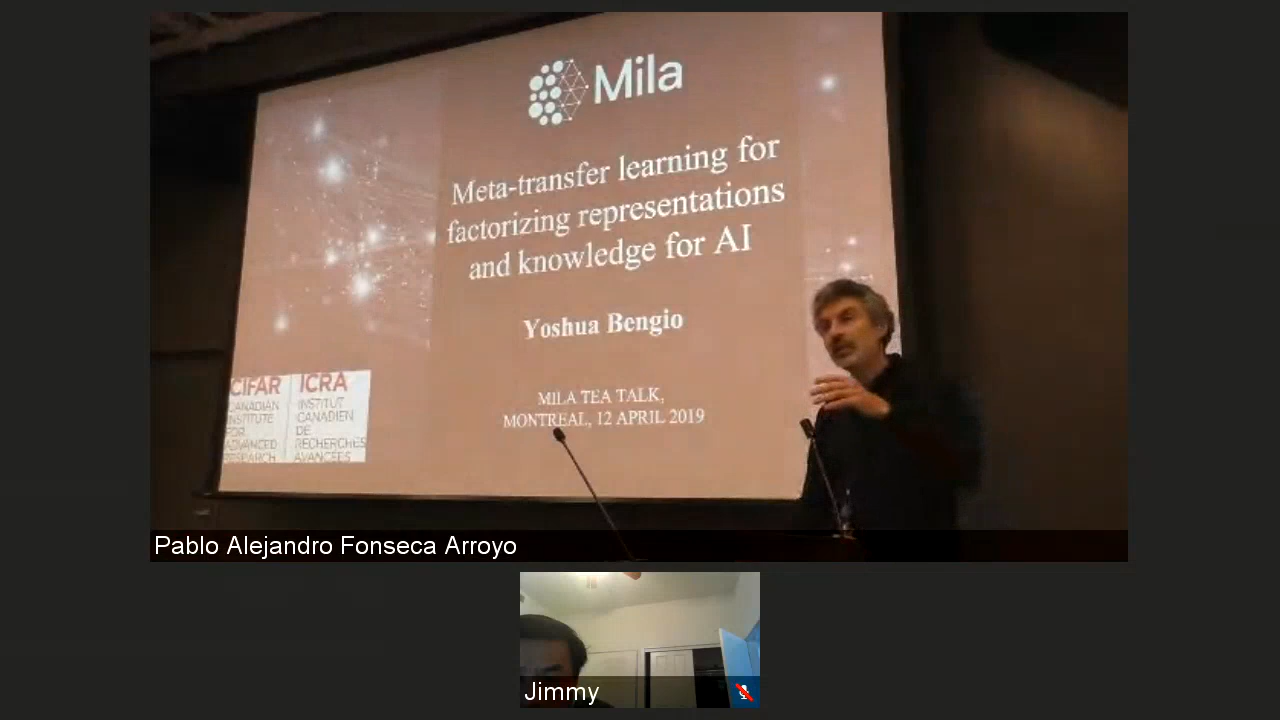 Mila
Meta-transfer learning for
factorizing representations
and knowledge for AI
Yoshua Bengio
MILA TEA TALK,
MONTREAL, 12 APRIL 2019
CIFAR
CANADIAN
INSTITUTE
FOR
ADVANCED
RESEARCH
ICRA
INSTITUT
CANADIEN
DE
RECHERCHES
AVANCÉES
Pablo Alejandro Fonseca Arroyo
Jimmy